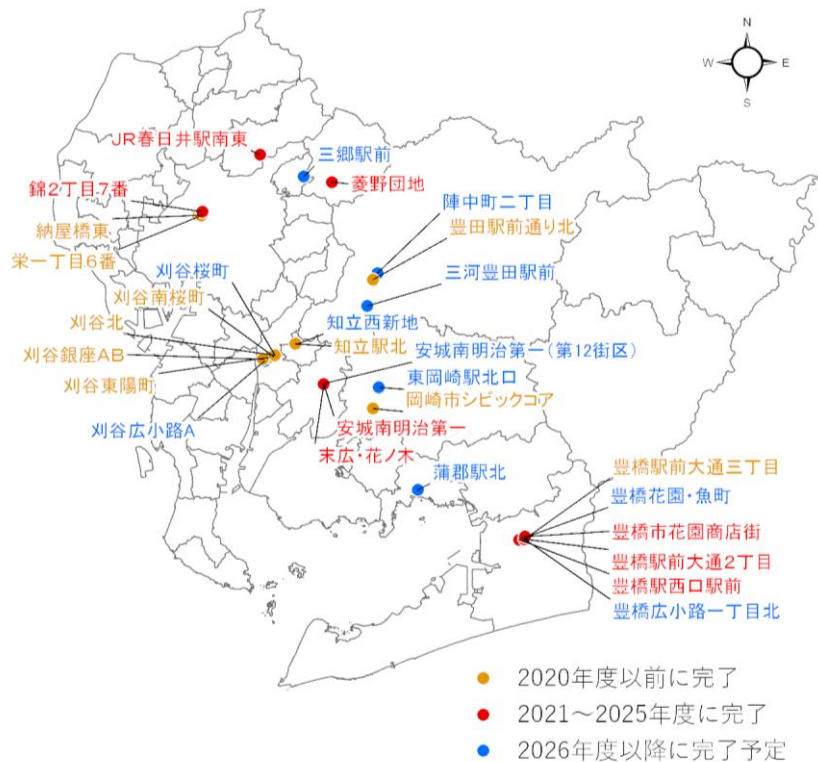 N
W
E
S
JR春日井駅南東
三郷駅前
菱野団地
錦2丁目7番
納屋橋東
栄一丁目6番
陣中町二丁目
豊田駅前通り北
三河豊田駅前
刈谷桜町
刈谷南桜町
刈谷北
刈谷銀座AB
刈谷東陽町
刈谷広小路A
知立西新地
知立駅北
安城南明治第一(第12街区)
東岡崎駅北口
岡崎市シビックコア
安城南明治第一
末広・花ノ木
蒲郡駅北
豊橋駅前大通三丁目
豊橋花園・魚町
豊橋市花園商店街
豊橋駅前大通2丁目
豊橋駅西口駅前
豊橋広小路一丁目北
2020年度以前に完了
2021～2025年度に完了
2026年度以降に完了予定